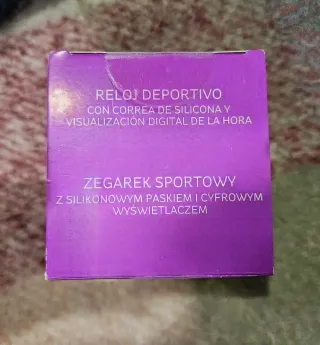 RELOJ DEPORTIVO
CON CORREA DE SILICONA Y
VISUALIZACIÓN DIGITAL DE LA HORA
ZEGAREK SPORTOWY
Z SILIKONOWYM PASKIEM I CYFROWYM
WYŚWIETLACZEM